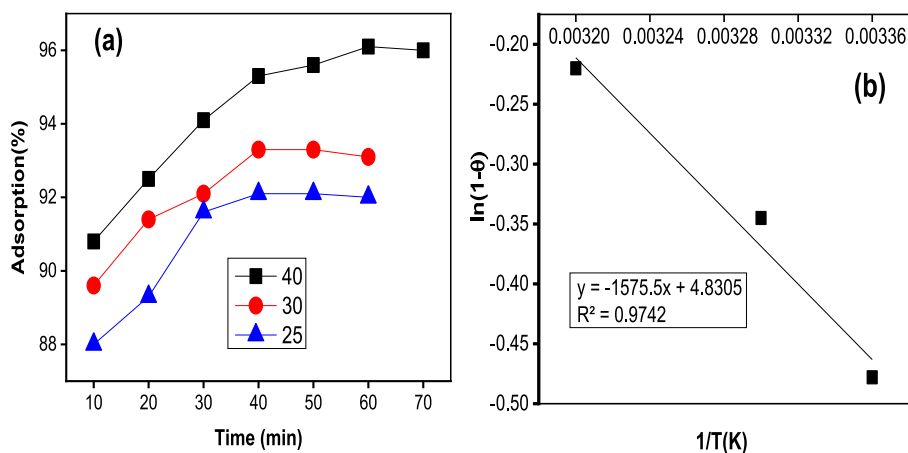 (a)
Adsorption(%)
96
94
92
90
88
40
30
25
10 20 30 40 50 60 70
Time (min)
0.00320 0.00324 0.00328 0.00332 0.00336
(b)
ln(1-θ)
-0.20
-0.25
-0.30
-0.35
-0.40
-0.45
-0.50
y = -1575.5x + 4.8305
R² = 0.9742
1/T(K)